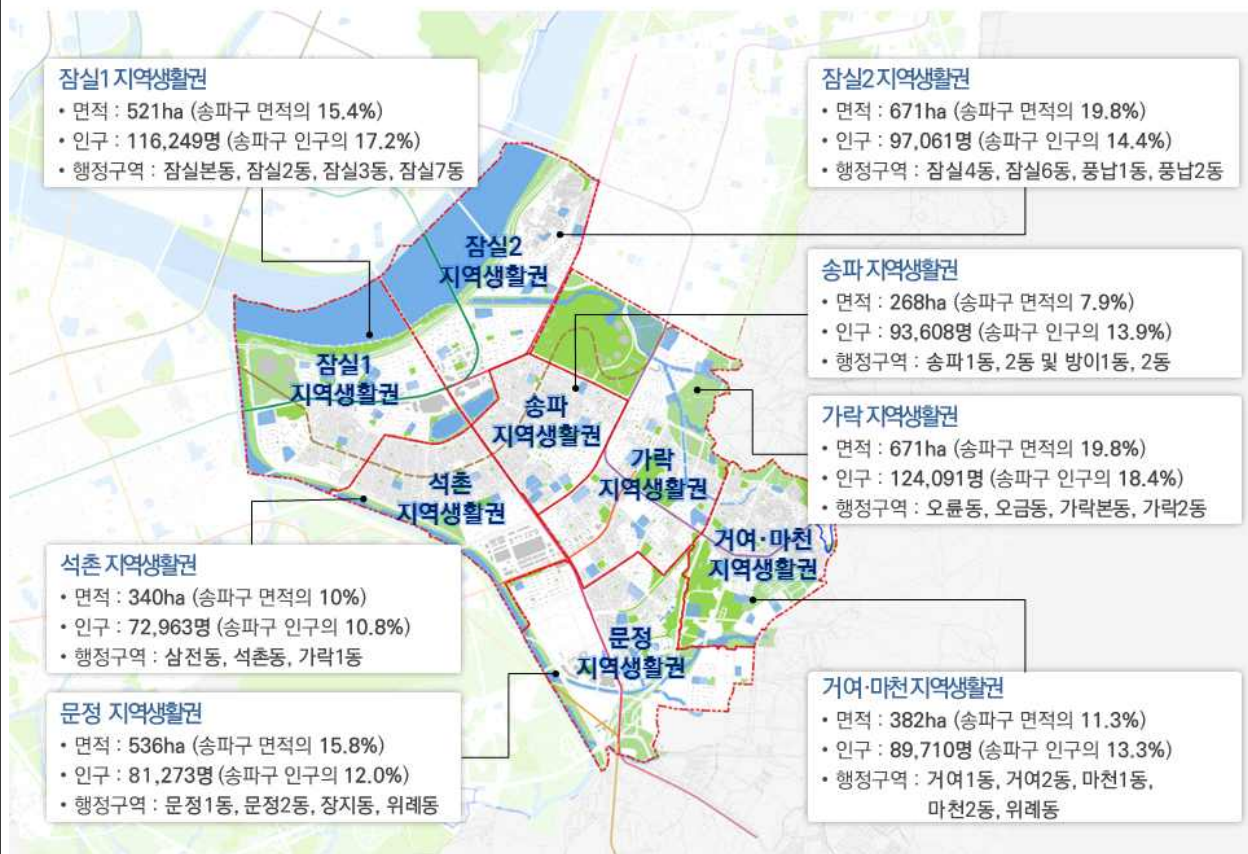 잠실1 지역생활권
• 면적 : 521ha (송파구 면적의 15.4%)
• 인구 : 116,249명 (송파구 인구의 17.2%)
• 행정구역 : 잠실본동, 잠실2동, 잠실3동, 잠실7동
잠실2 지역생활권
• 면적 : 671ha (송파구 면적의 19.8%)
• 인구 : 97,061명 (송파구 인구의 14.4%)
• 행정구역 : 잠실4동, 잠실6동, 풍납1동, 풍납2동
송파 지역생활권
• 면적 : 268ha (송파구 면적의 7.9%)
• 인구 : 93,608명 (송파구 인구의 13.9%)
• 행정구역 : 송파1동, 2동 및 방이1동, 2동
가락 지역생활권
• 면적 : 671ha (송파구 면적의 19.8%)
• 인구 : 124,091명 (송파구 인구의 18.4%)
• 행정구역 : 오륜동, 오금동, 가락본동, 가락2동
잠실2
지역생활권
잠실1
지역생활권
송파
지역생활권
가락
지역생활권
석촌
지역생활권
거여·마천
지역생활권
문정
지역생활권
석촌 지역생활권
• 면적 : 340ha (송파구 면적의 10%)
• 인구 : 72,963명 (송파구 인구의 10.8%)
• 행정구역 : 삼전동, 석촌동, 가락1동
문정 지역생활권
• 면적 : 536ha (송파구 면적의 15.8%)
• 인구 : 81,273명 (송파구 인구의 12.0%)
• 행정구역 : 문정1동, 문정2동, 장지동, 위례동
거여·마천 지역생활권
• 면적 : 382ha (송파구 면적의 11.3%)
• 인구 : 89,710명 (송파구 인구의 13.3%)
• 행정구역 : 거여1동, 거여2동, 마천1동,
마천2동, 위례동